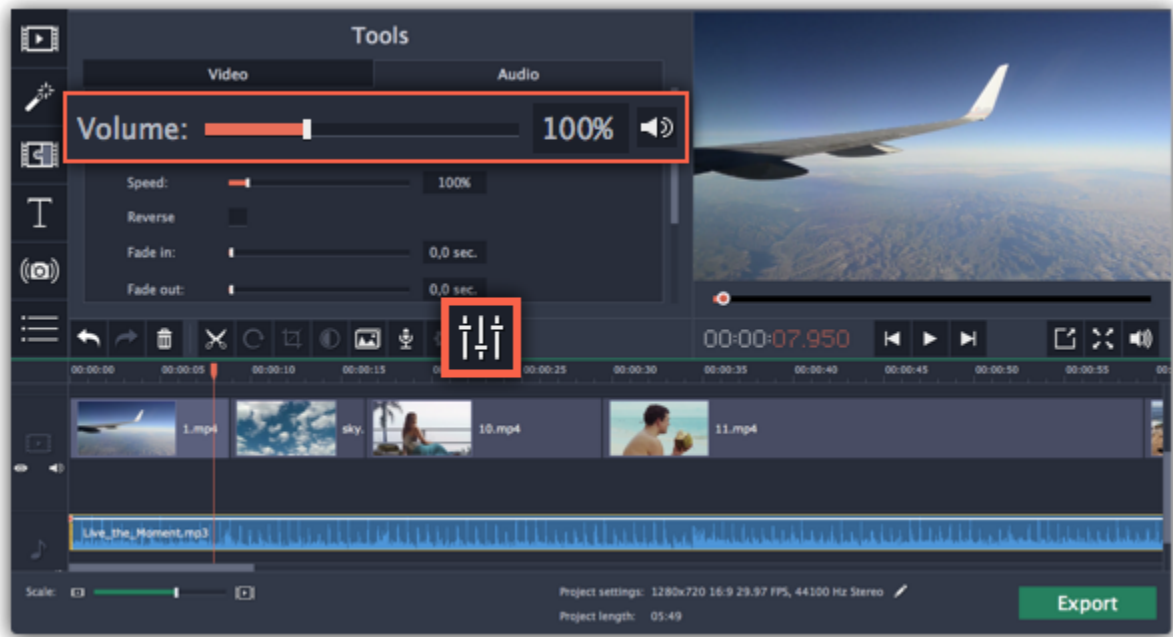 Tools
Video Audio
Volume: 100%
Speed: 100%
Reverse
Fade in: 0,0 sec.
Fade out: 0,0 sec.
T
00:00:07.950
00:00:00 00:00:05 00:00:10 00:00:15 00:00:25 00:00:30 00:00:35 00:00:40 00:00:45 00:00:50 00:00:55 00:
1.mp4 sky. 10.mp4 11.mp4
Live_the_Moment.mp3
Scale:
Project settings: 1280x720 16:9 29.97 FPS, 44100 Hz Stereo
Project length: 05:49
Export